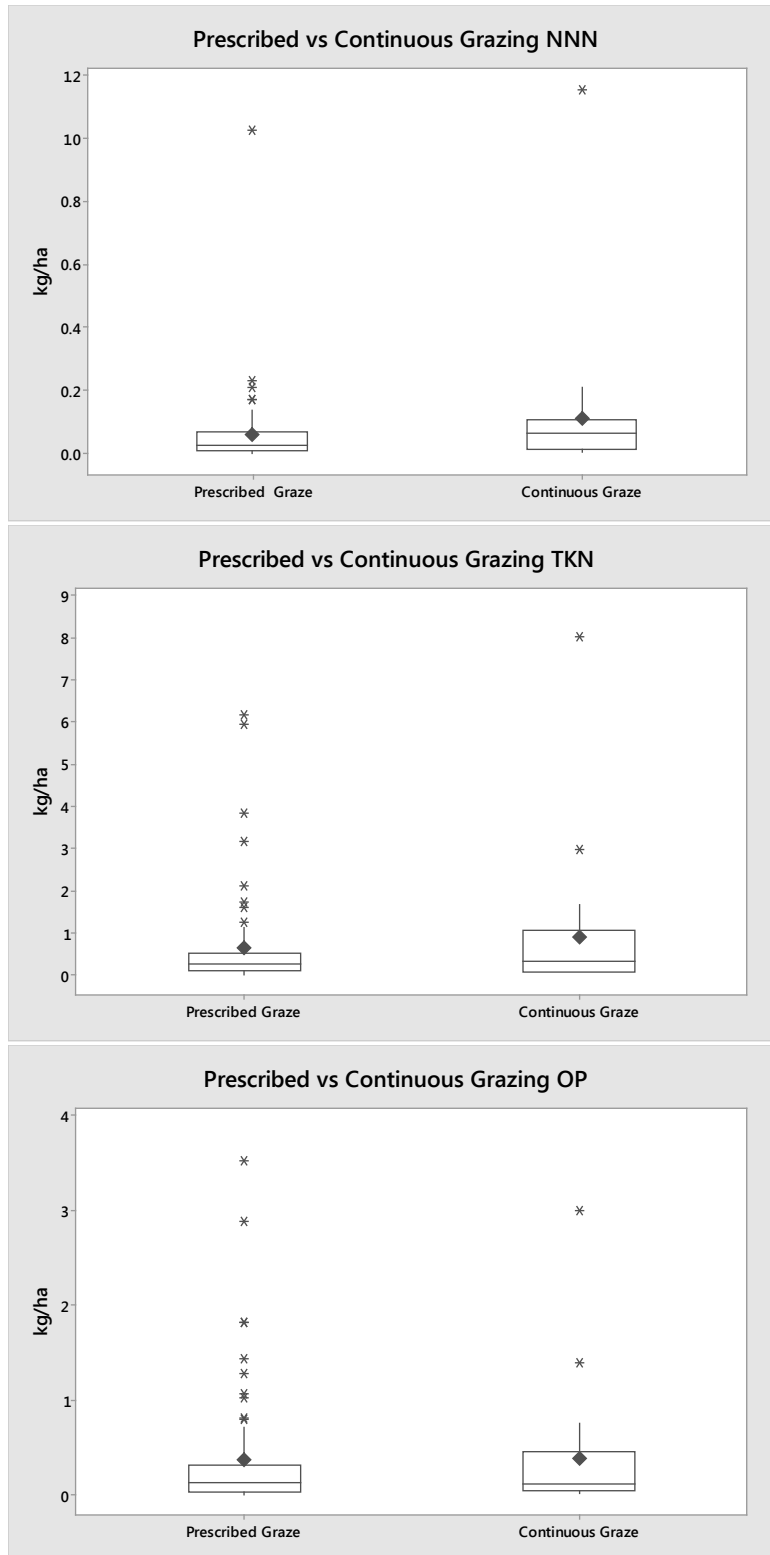 Prescribed vs Continuous Grazing NNN
12
10
0.8
0.6
0.4
0.2
0.0
kg/ha
Prescribed Graze Continuous Graze
Prescribed vs Continuous Grazing TKN
9
8
7
6
5
4
3
2
1
0
kg/ha
Prescribed Graze Continuous Graze
Prescribed vs Continuous Grazing OP
4
3
2
1
0
kg/ha
Prescribed Graze Continuous Graze